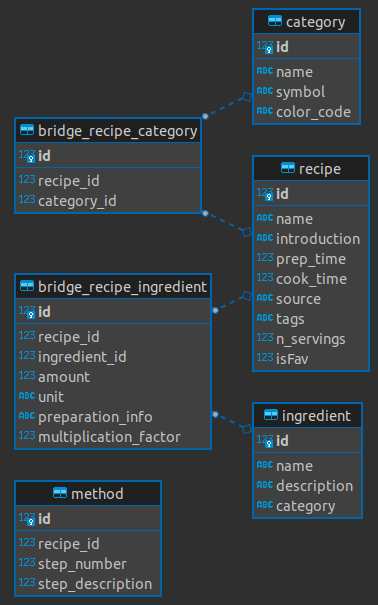 category
123 id
ABC name
ABC symbol
ABC color_code
bridge_recipe_category
123 id
123 recipe_id
123 category_id
recipe
123 id
ABC name
ABC introduction
123 prep_time
123 cook_time
ABC source
ABC tags
123 n_servings
123 isFav
bridge_recipe_ingredient
123 id
123 recipe_id
123 ingredient_id
123 amount
ABC unit
ABC preparation_info
123 multiplication_factor
ingredient
123 id
ABC name
ABC description
ABC category
method
123 id
123 recipe_id
123 step_number
123 step_description